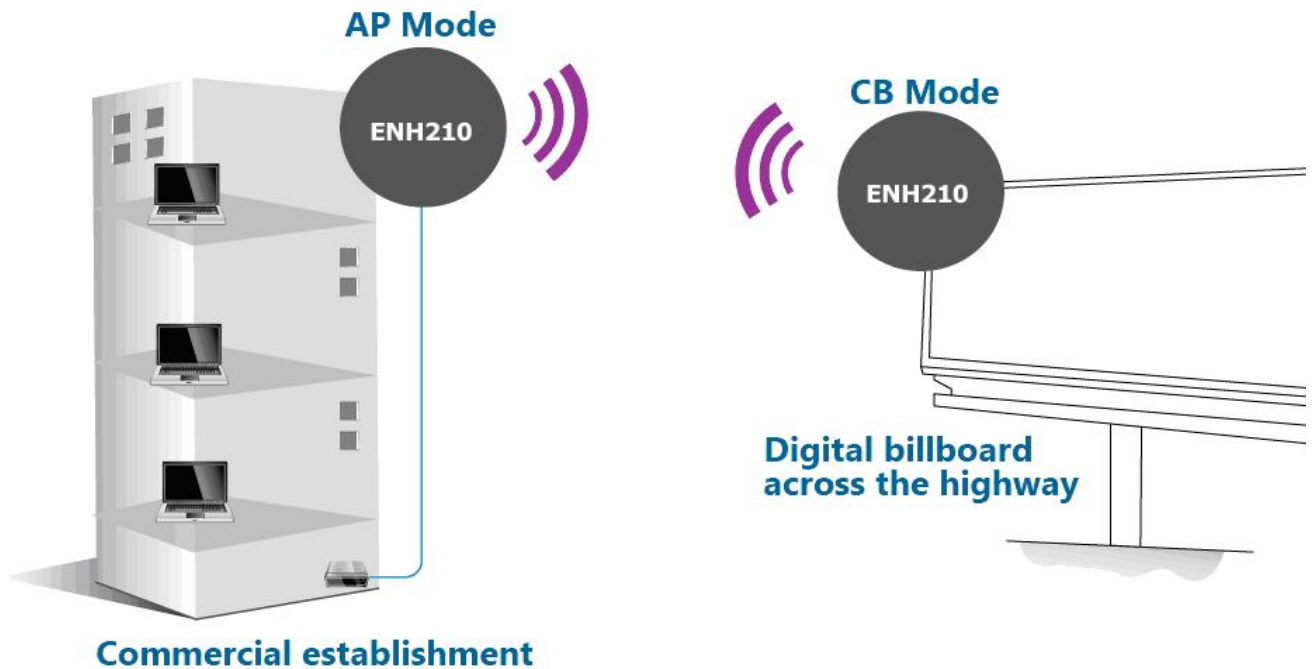 AP Mode
ENH210
CB Mode
ENH210
Digital billboard
across the highway
Commercial establishment